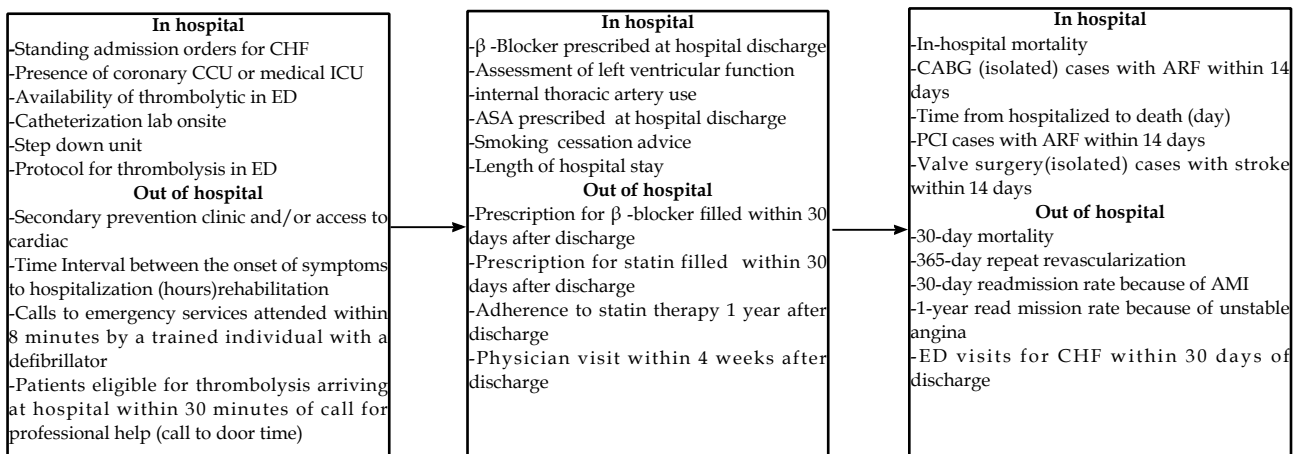 In hospital
-Standing admission orders for CHF
-Presence of coronary CCU or medical ICU
-Availability of thrombolytic in ED
-Catheterization lab onsite
-Step down unit
-Protocol for thrombolysis in ED
Out of hospital
-Secondary prevention clinic and/or access to
cardiac
-Time Interval between the onset of symptoms
to hospitalization (hours)rehabilitation
-Calls to emergency services attended within
8 minutes by a trained individual with a
defibrillator
-Patients eligible for thrombolysis arriving
at hospital within 30 minutes of call for
professional help (call to door time)
In hospital
-β -Blocker prescribed at hospital discharge
-Assessment of left ventricular function
-internal thoracic artery use
-ASA prescribed at hospital discharge
-Smoking cessation advice
-Length of hospital stay
Out of hospital
-Prescription for β -blocker filled within 30
days after discharge
-Prescription for statin filled within 30
days after discharge
-Adherence to statin therapy 1 year after
discharge
-Physician visit within 4 weeks after
discharge
In hospital
-In-hospital mortality
-CABG (isolated) cases with ARF within 14
days
-Time from hospitalized to death (day)
-PCI cases with ARF within 14 days
-Valve surgery(isolated) cases with stroke
within 14 days
Out of hospital
-30-day mortality
-365-day repeat revascularization
-30-day readmission rate because of AMI
-1-year read mission rate because of unstable
angina
-ED visits for CHF within 30 days of
discharge